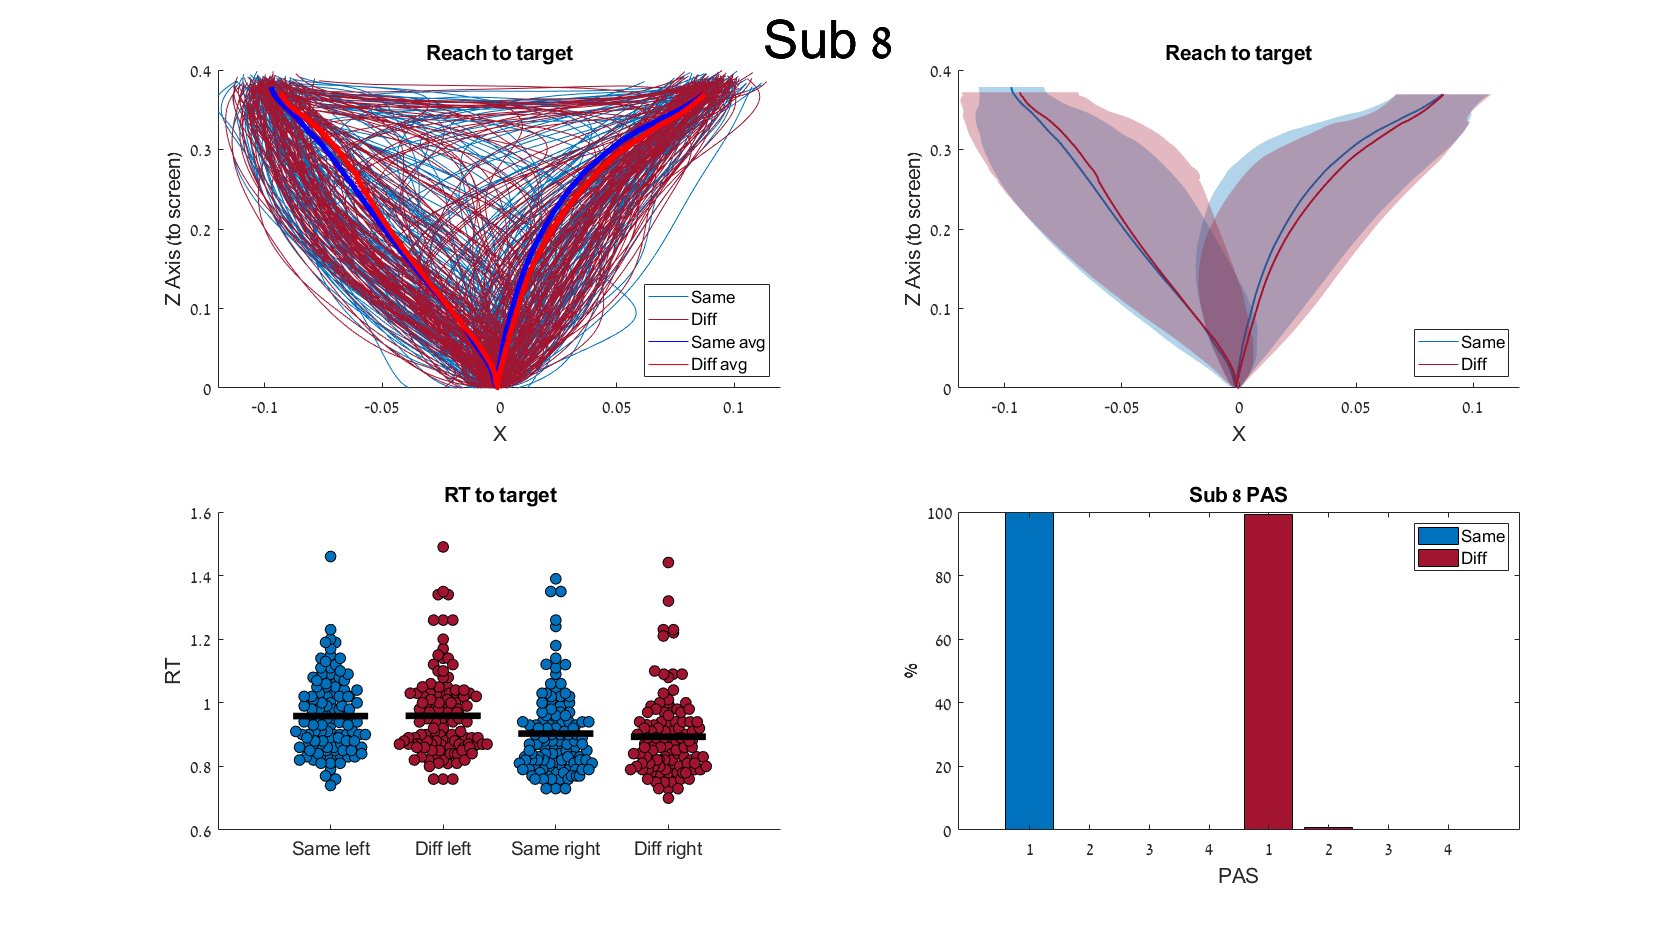 Sub 8
Reach to target
0.4
0.3
0.2
0.1
0
Z Axis (to screen)
-0.1
-0.05
0
0.05
0.1
X
Same
Diff
Same avg
Diff avg
Reach to target
0.4
0.3
0.2
0.1
0
Z Axis (to screen)
-0.1
-0.05
0
0.05
0.1
X
Same
Diff
RT to target
1.6
1.4
1.2
1
0.8
0.6
RT
Same left
Diff left
Same right
Diff right
Sub 8 PAS
100
80
60
40
20
0
%
1
2
3
4
1
2
3
4
PAS
Same
Diff